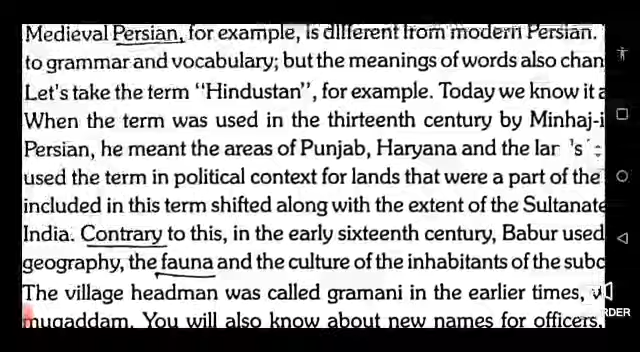 Medieval Persian, for example, is different from modern Persian.
to grammar and vocabulary; but the meanings of words also chan
Let's take the term "Hindustan", for example. Today we know it a
When the term was used in the thirteenth century by Minhaj-i
Persian, he meant the areas of Punjab, Haryana and the lan 's
used the term in political context for lands that were a part of the
included in this term shifted along with the extent of the Sultanate
India. Contrary to this, in the early sixteenth century, Babur used
geography, the fauna and the culture of the inhabitants of the subc
The village headman was called gramani in the earlier times, v
muqaddam. You will also know about new names for officers,
RDER